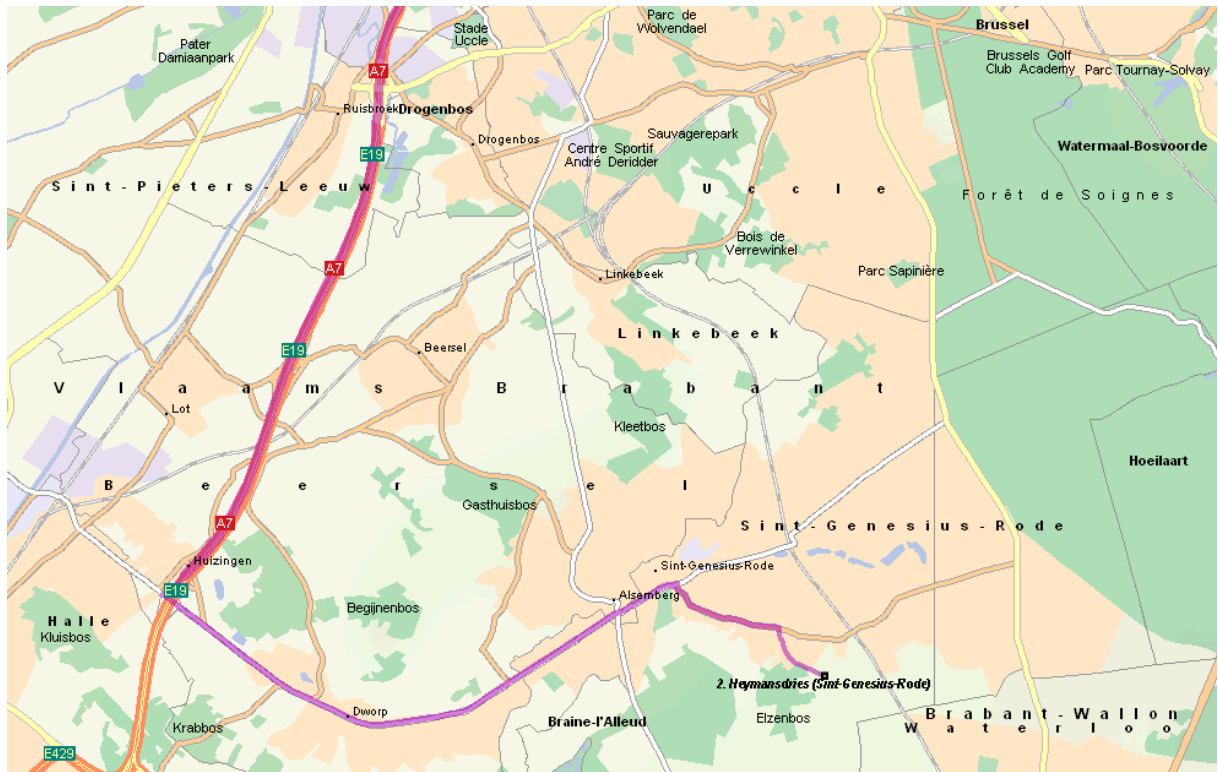 Parc de
Wolvendael
Brussel
Stade
Uccle
Pater
Damiaanpark
Brussels Golf
Club Academy
Parc Tournay-Solvay
A7
Ruisbroek
Drogenbos
Drogenbos
Sauvagerepark
Centre Sportif
André Deridder
Watermaal-Bosvoorde
E19
Sint-Pieters-Leeuw
Uccle
Forêt de Soignes
Bois de
Verrewinkel
A7
Linkebeek
Parc Sapinière
Linkebeek
E19
Beersel
Vlaams Brabant
Lot
Kleetbos
Hoeilaart
Beersel
Gasthuisbos
A7
Sint-Genesius-Rode
Huizingen
Sint-Genesius-Rode
E19
Alsemberg
Begijnenbos
Halle
Kluisbos
2. Heymansdries (Sint-Genesius-Rode)
Dworp
Elzenbos
Braine-l'Alleud
Brabant-Wallon
Waterloo
Krabbos
E429